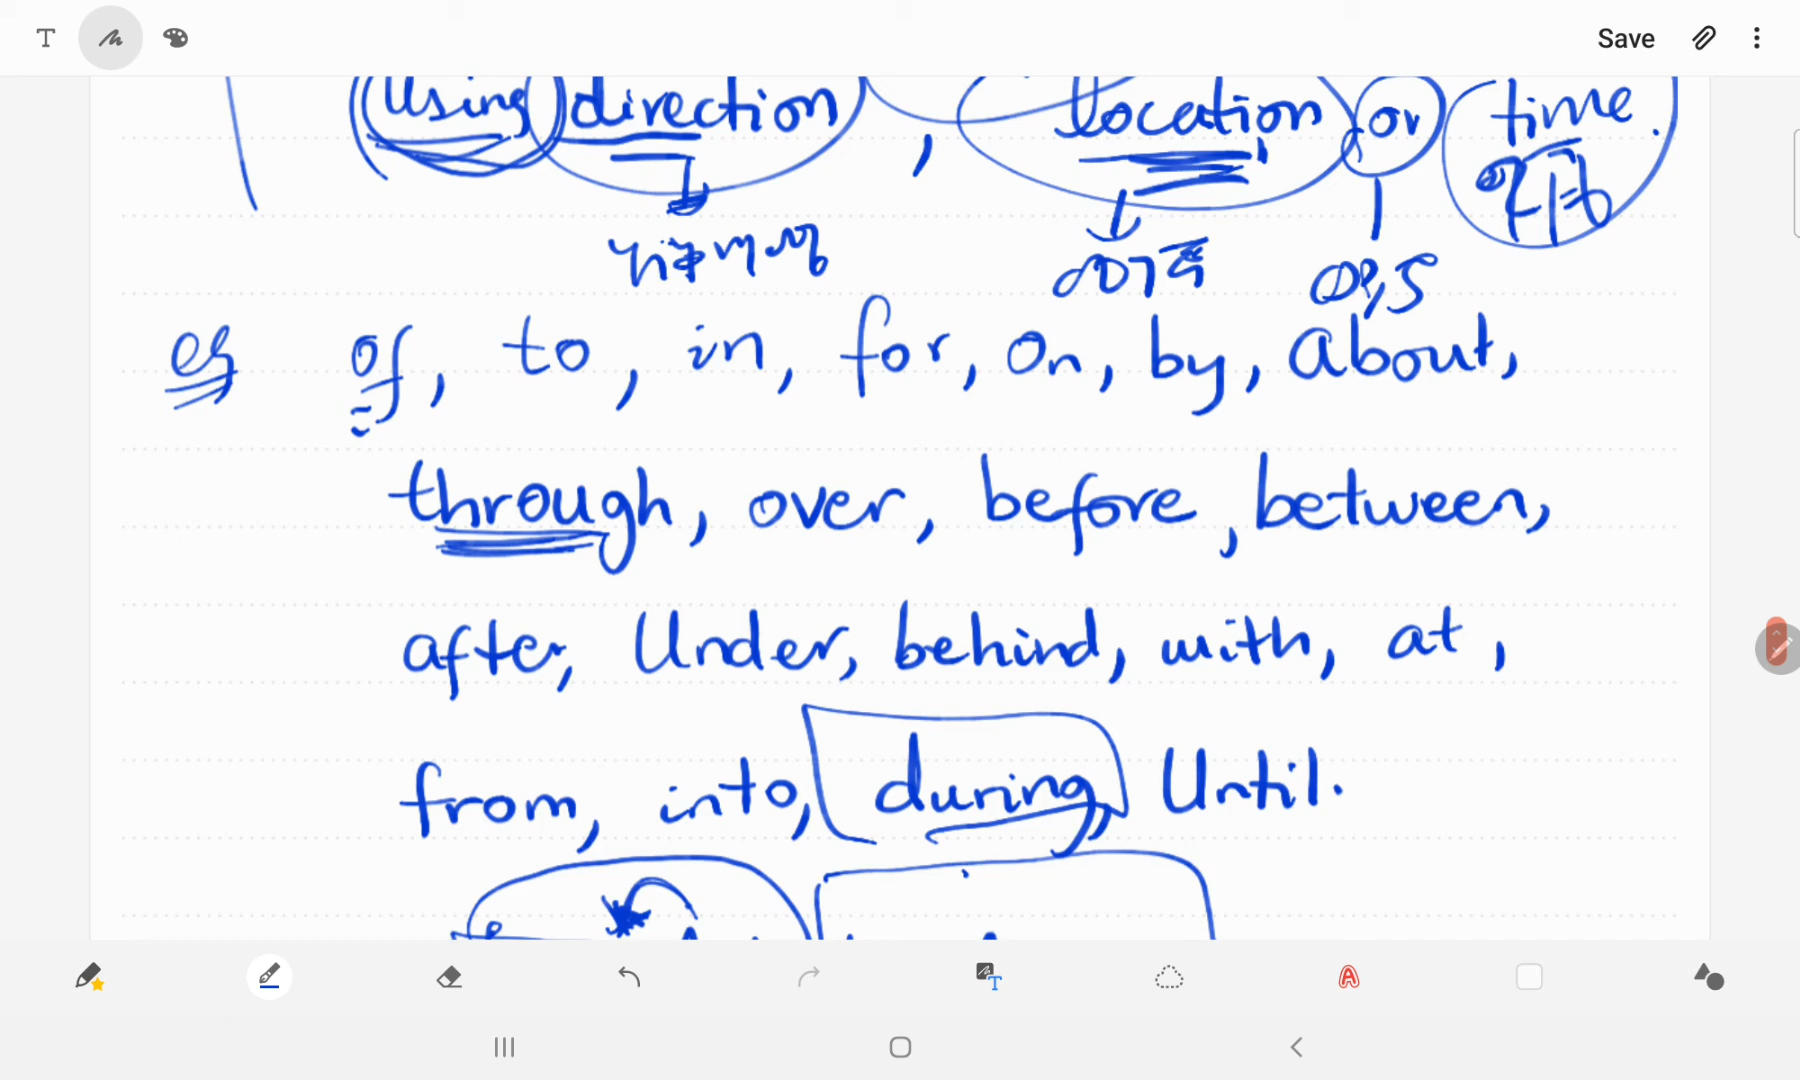 Save
Using direction, location or time.
eg of, to, in, for, On, by, About,
through, over, before, between,
after, Under, behind, with, at,
from, into, during, Until.